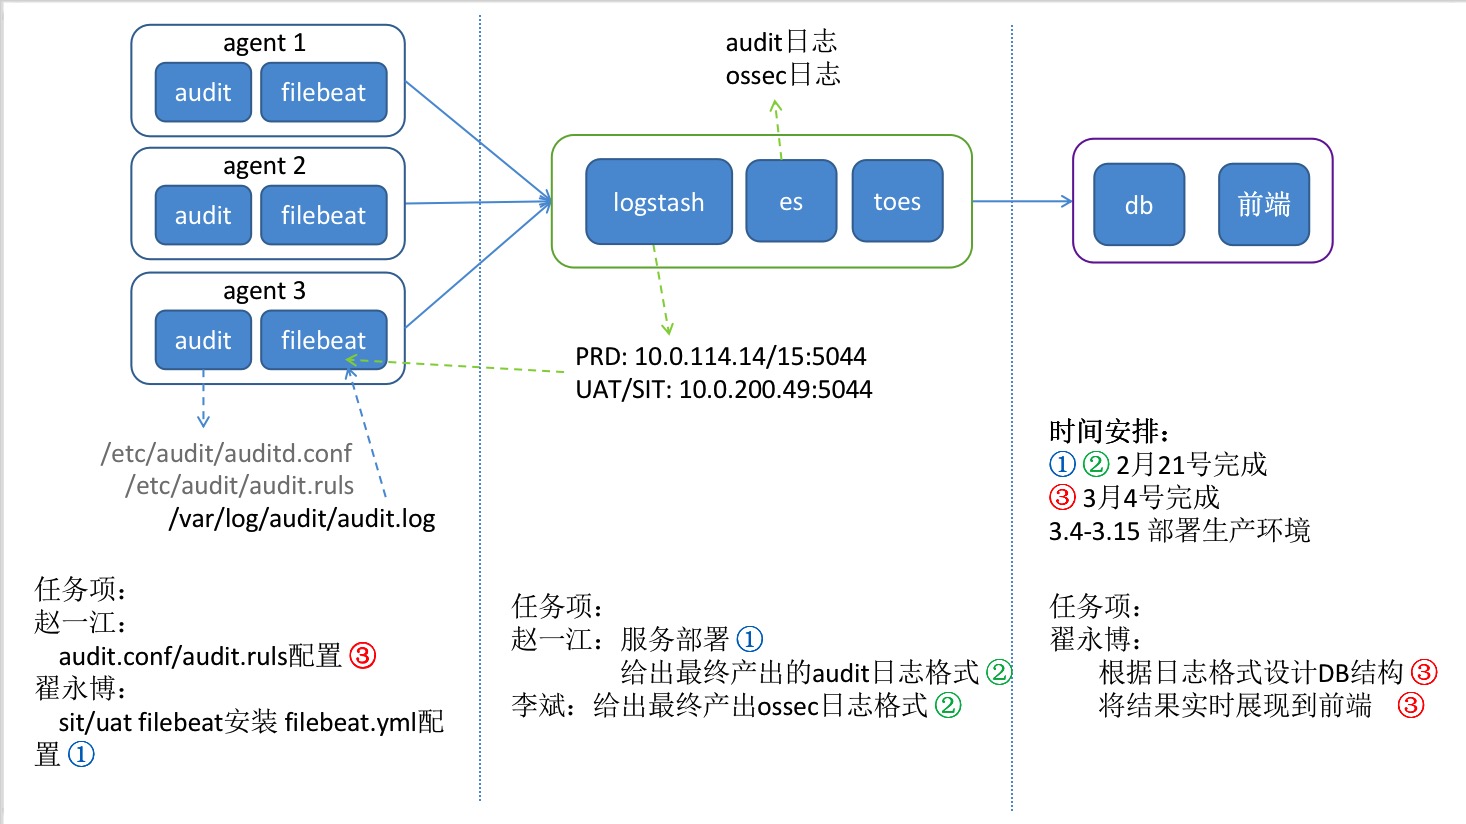 agent 1
audit
filebeat
agent 2
audit
filebeat
agent 3
audit
filebeat
/etc/audit/auditd.conf
/etc/audit/audit.ruls
/var/log/audit/audit.log
任务项：
赵一江：
audit.conf/audit.ruls配置 ③
翟永博：
sit/uat filebeat安装 filebeat.yml配
置 ①
audit日志
ossec日志
logstash
es
toes
PRD: 10.0.114.14/15:5044
UAT/SIT: 10.0.200.49:5044
任务项：
赵一江：服务部署 ①
给出最终产出的audit日志格式 ②
李斌：给出最终产出ossec日志格式 ②
db
前端
时间安排：
① ② 2月21号完成
③ 3月4号完成
3.4-3.15 部署生产环境
任务项：
翟永博：
根据日志格式设计DB结构 ③
将结果实时展现到前端 ③